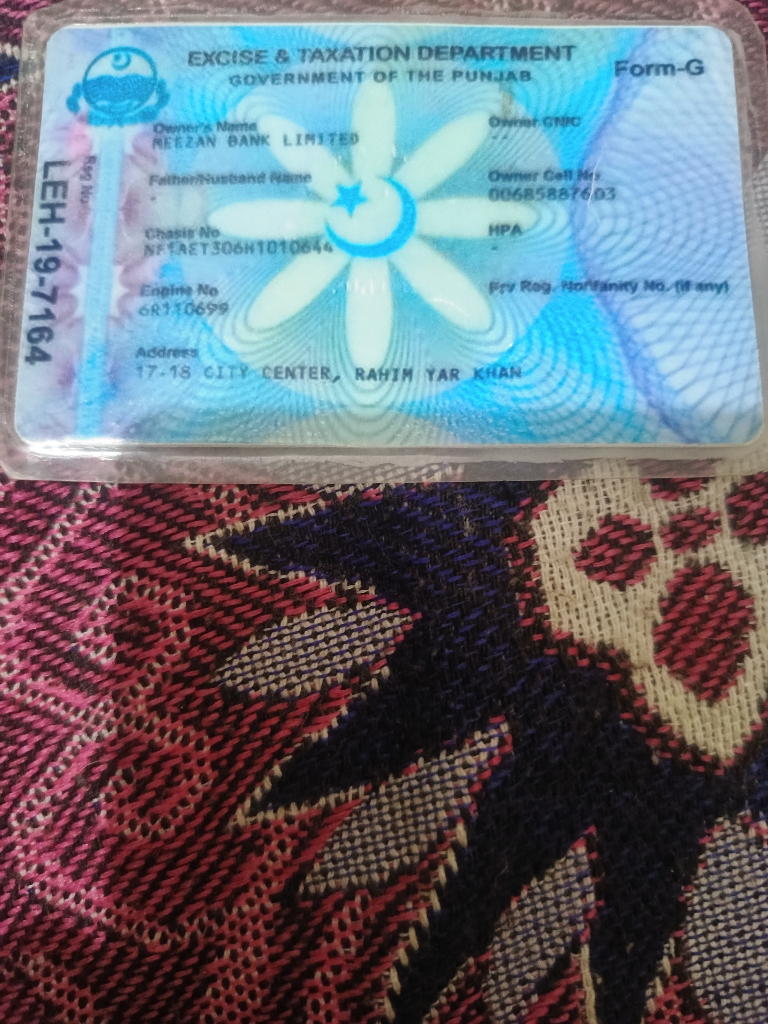 EXCISE & TAXATION DEPARTMENT
GOVERNMENT OF THE PUNJAB
Form-G
Reg No.
LEH-19-7164
Owner's Name
MEEZAN BANK LIMITED
Owner CNIC
--
Father/Husband Name
-
Owner Cell No.
00685887603
Chasis No
NFTAET306H1010644
HPA
-
Engine No
6R110699
Prv Reg. No/Vanity No. (if any)
Address
17-18 CITY CENTER, RAHIM YAR KHAN